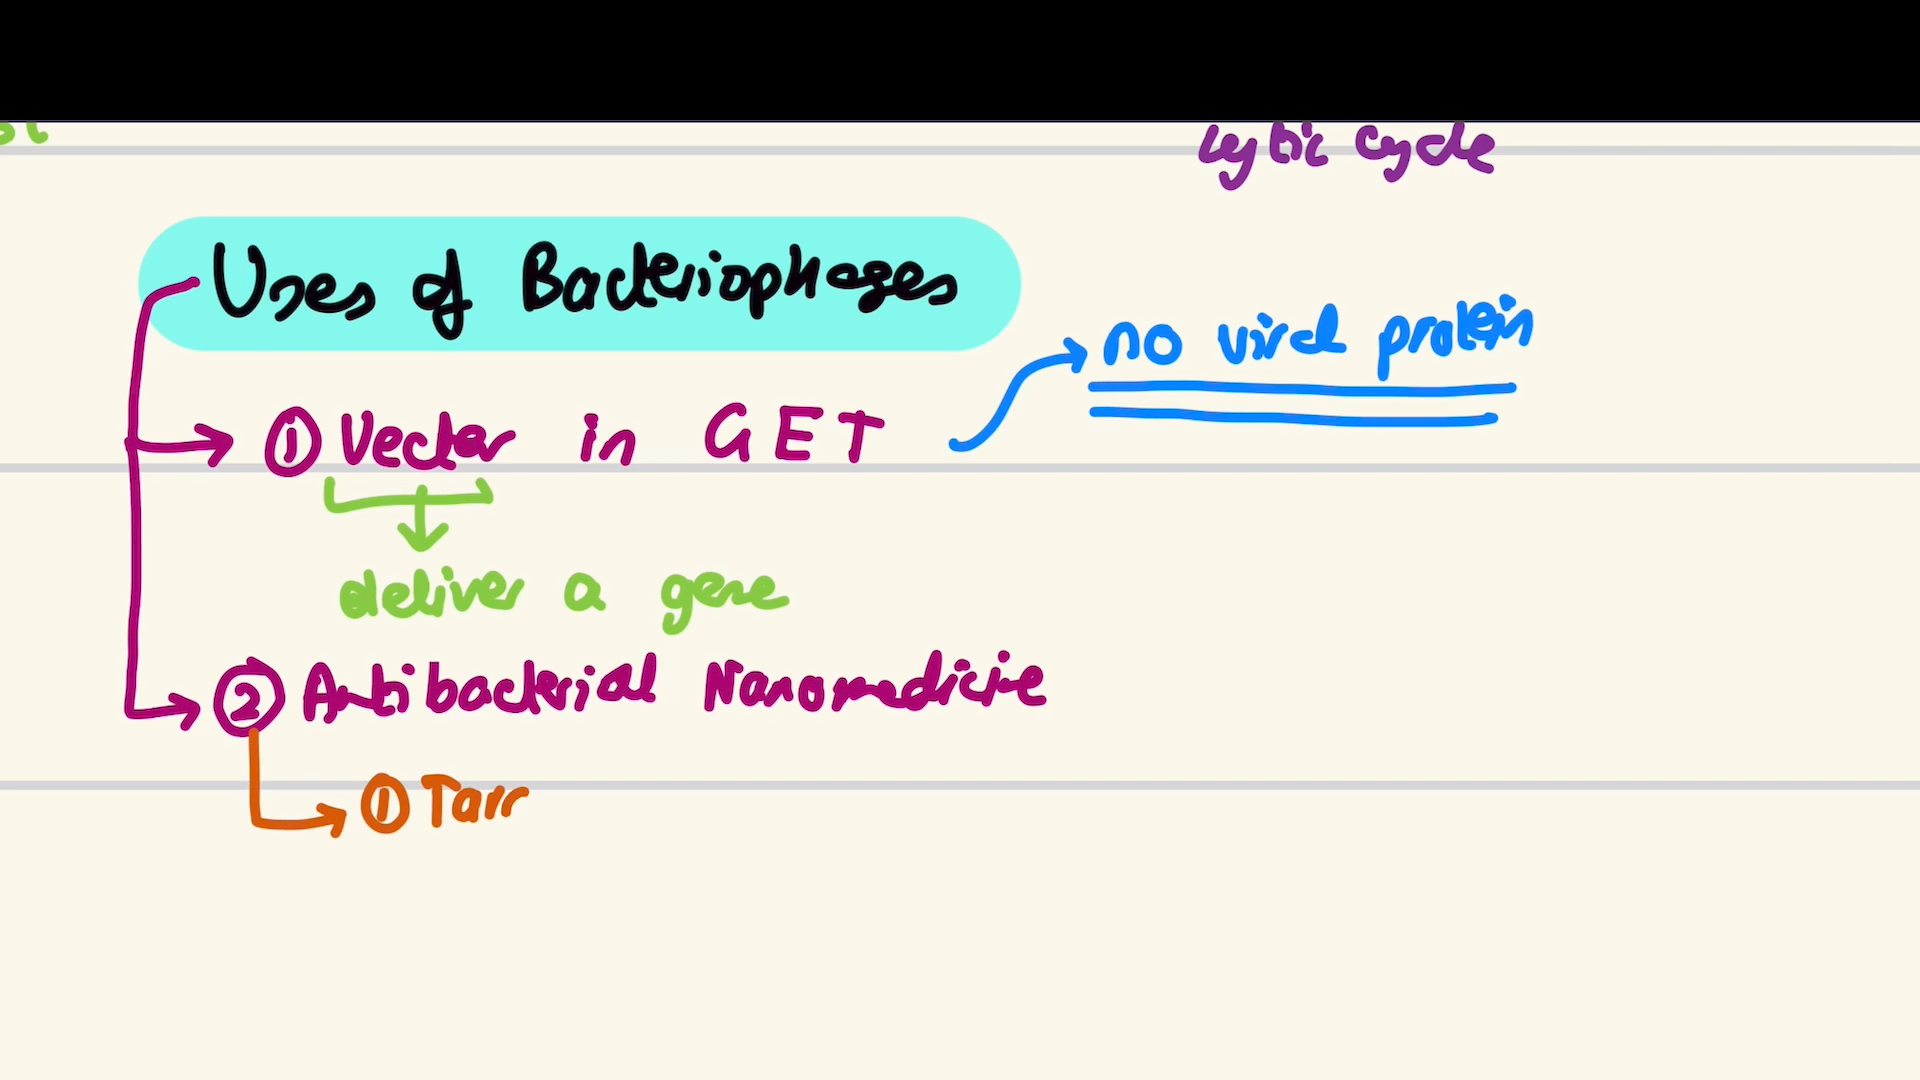 Lytic Cycle
Uses of Bacteriophages
no viral protein
① Vector in GET
deliver a gene
② Antibacterial Nanomedicine
① Tarr